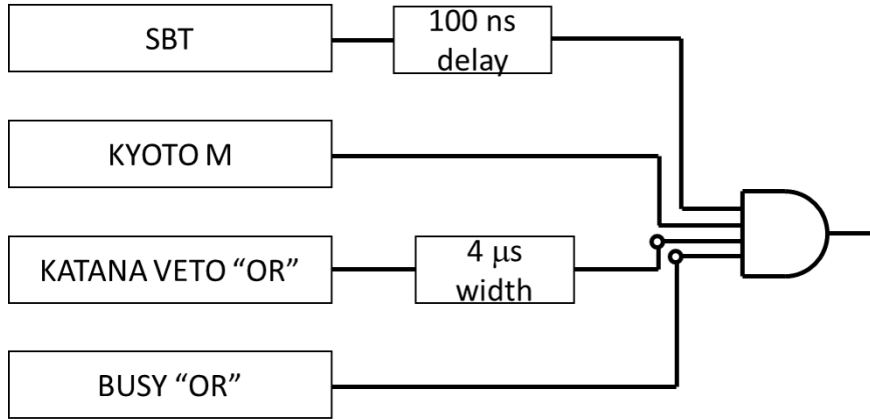 SBT
100 ns
delay
KYOTO M
KATANA VETO “OR”
4 μs
width
BUSY “OR”